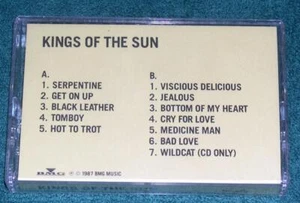 KINGS OF THE SUN
A.
1. SERPENTINE
2. GET ON UP
3. BLACK LEATHER
4. TOMBOY
5. HOT TO TROT
B.
1. VISCIOUS DELICIOUS
2. JEALOUS
3. BOTTOM OF MY HEART
4. CRY FOR LOVE
5. MEDICINE MAN
6. BAD LOVE
7. WILDCAT (CD ONLY)
BMG ℗ © 1987 BMG MUSIC
KINGS OF THE SUN